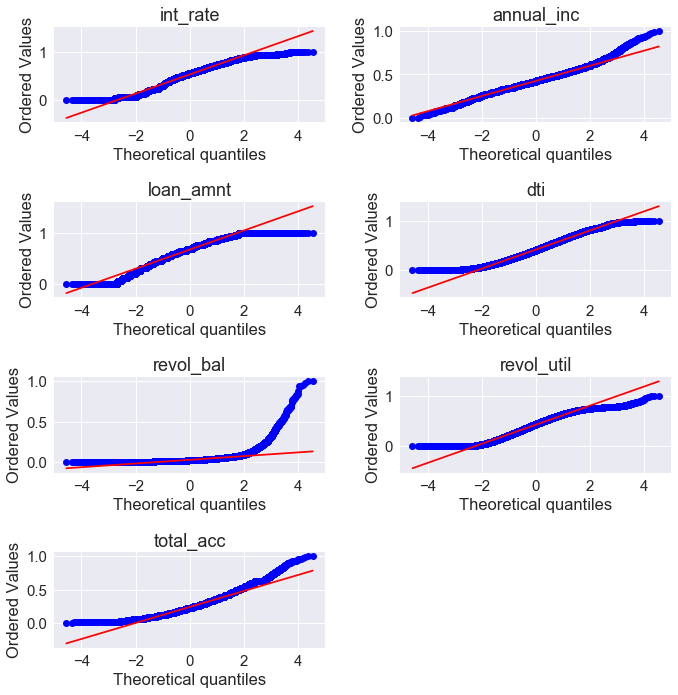 int_rate
Ordered Values
1
0
−4 −2 0 2 4
Theoretical quantiles
annual_inc
Ordered Values
1.0
0.5
0.0
−4 −2 0 2 4
Theoretical quantiles
loan_amnt
Ordered Values
1
0
−4 −2 0 2 4
Theoretical quantiles
dti
Ordered Values
1
0
−4 −2 0 2 4
Theoretical quantiles
revol_bal
Ordered Values
1.0
0.5
0.0
−4 −2 0 2 4
Theoretical quantiles
revol_util
Ordered Values
1
0
−4 −2 0 2 4
Theoretical quantiles
total_acc
Ordered Values
1.0
0.5
0.0
−4 −2 0 2 4
Theoretical quantiles